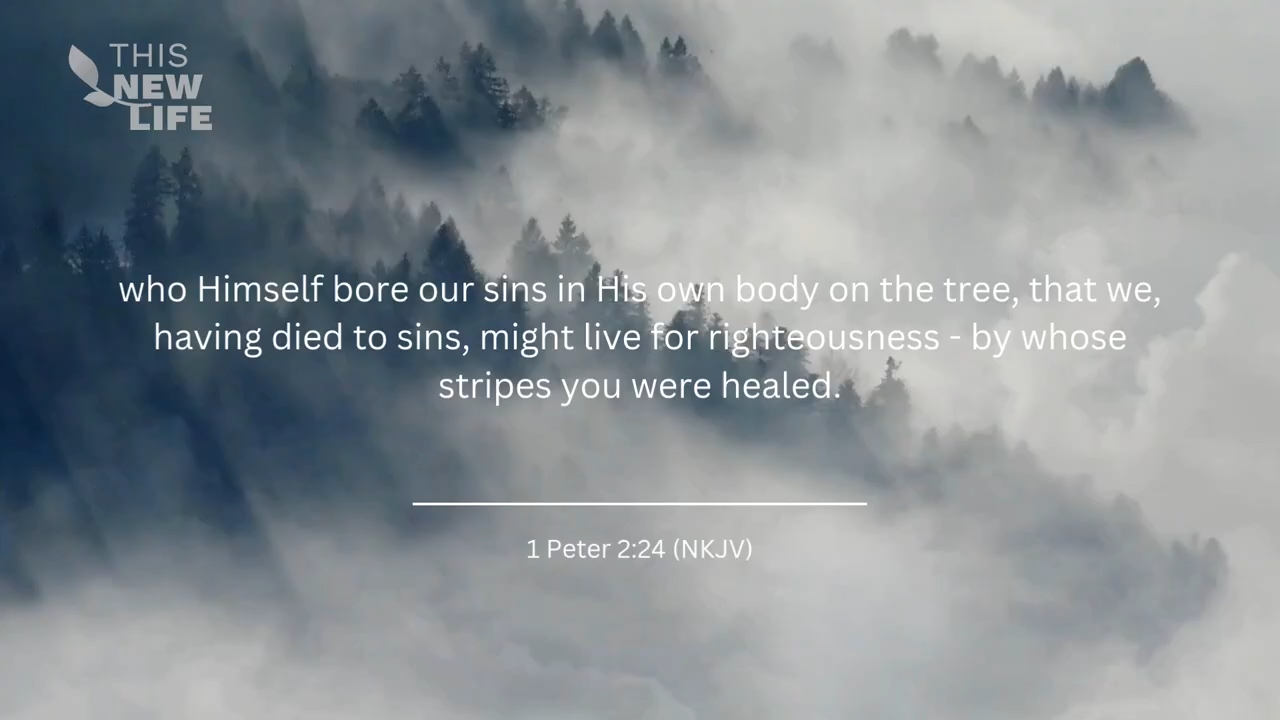 THIS
NEW
LIFE
who Himself bore our sins in His own body on the tree, that we,
having died to sins, might live for righteousness - by whose
stripes you were healed.
1 Peter 2:24 (NKJV)